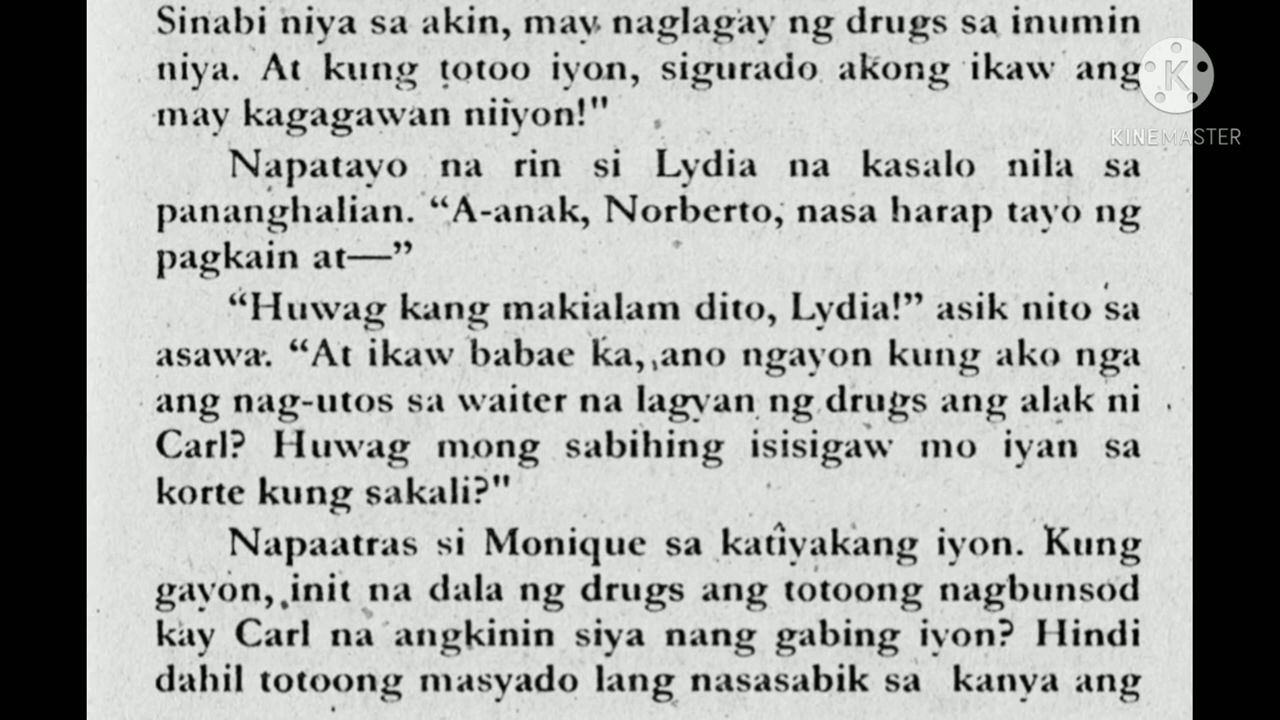 Sinabi niya sa akin, may naglagay ng drugs sa inumin
niya. At kung totoo iyon, sigurado akong ikaw ang
may kagagawan niiyon!"
Napatayo na rin si Lydia na kasalo nila sa
pananghalian. “A-anak, Norberto, nasa harap tayo ng
pagkain at—”
“Huwag kang makialam dito, Lydia!” asik nito sa
asawa. “At ikaw babae ka, ano ngayon kung ako nga
ang nag-utos sa waiter na lagyan ng drugs ang alak ni
Carl? Huwag mong sabihing isisigaw mo iyan sa
korte kung sakali?"
Napaatras si Monique sa katiyakang iyon. Kung
gayon, init na dala ng drugs ang totoong nagbunsod
kay Carl na angkinin siya nang gabing iyon? Hindi
dahil totoong masyado lang nasasabik sa kanya ang
K
KINEMASTER